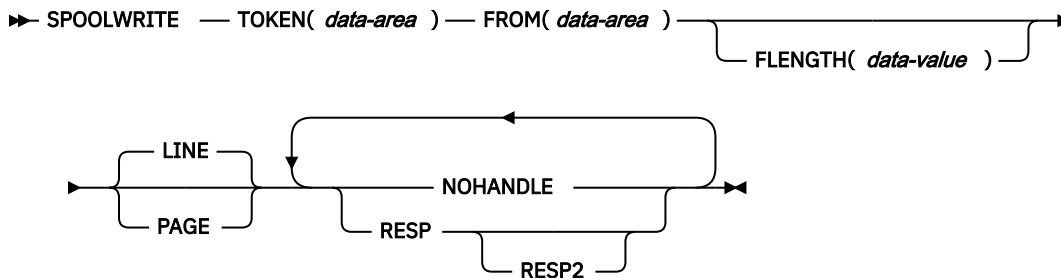 SPOOLWRITE TOKEN( data-area ) FROM( data-area )
FLENGTH( data-value )
LINE
PAGE
NOHANDLE
RESP
RESP2